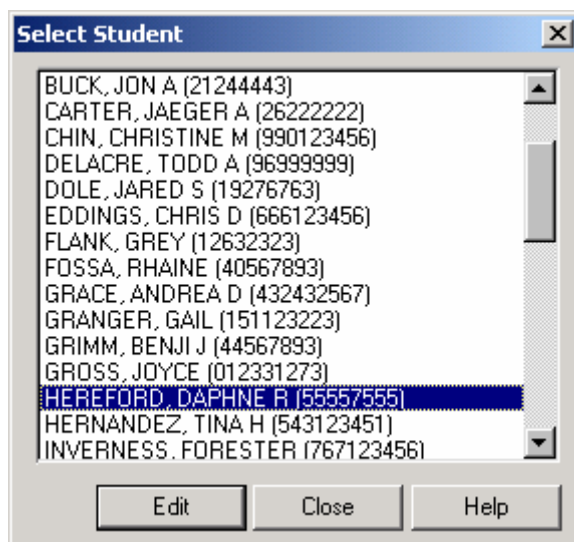 Select Student
BUCK, JON A (21244443)
CARTER, JAEGER A (26222222)
CHIN, CHRISTINE M (990123456)
DELACRE, TODD A (96999999)
DOLE, JARED S (19276763)
EDDINGS, CHRIS D (666123456)
FLANK, GREY (12632323)
FOSSA, RHAINE (40567893)
GRACE, ANDREA D (432432567)
GRANGER, GAIL (151123223)
GRIMM, BENJI J (44567893)
GROSS, JOYCE (012331273)
HEREFORD, DAPHNE R (55557555)
HERNANDEZ, TINA H (543123451)
INVERNESS, FORESTER (767123456)
Edit Close Help